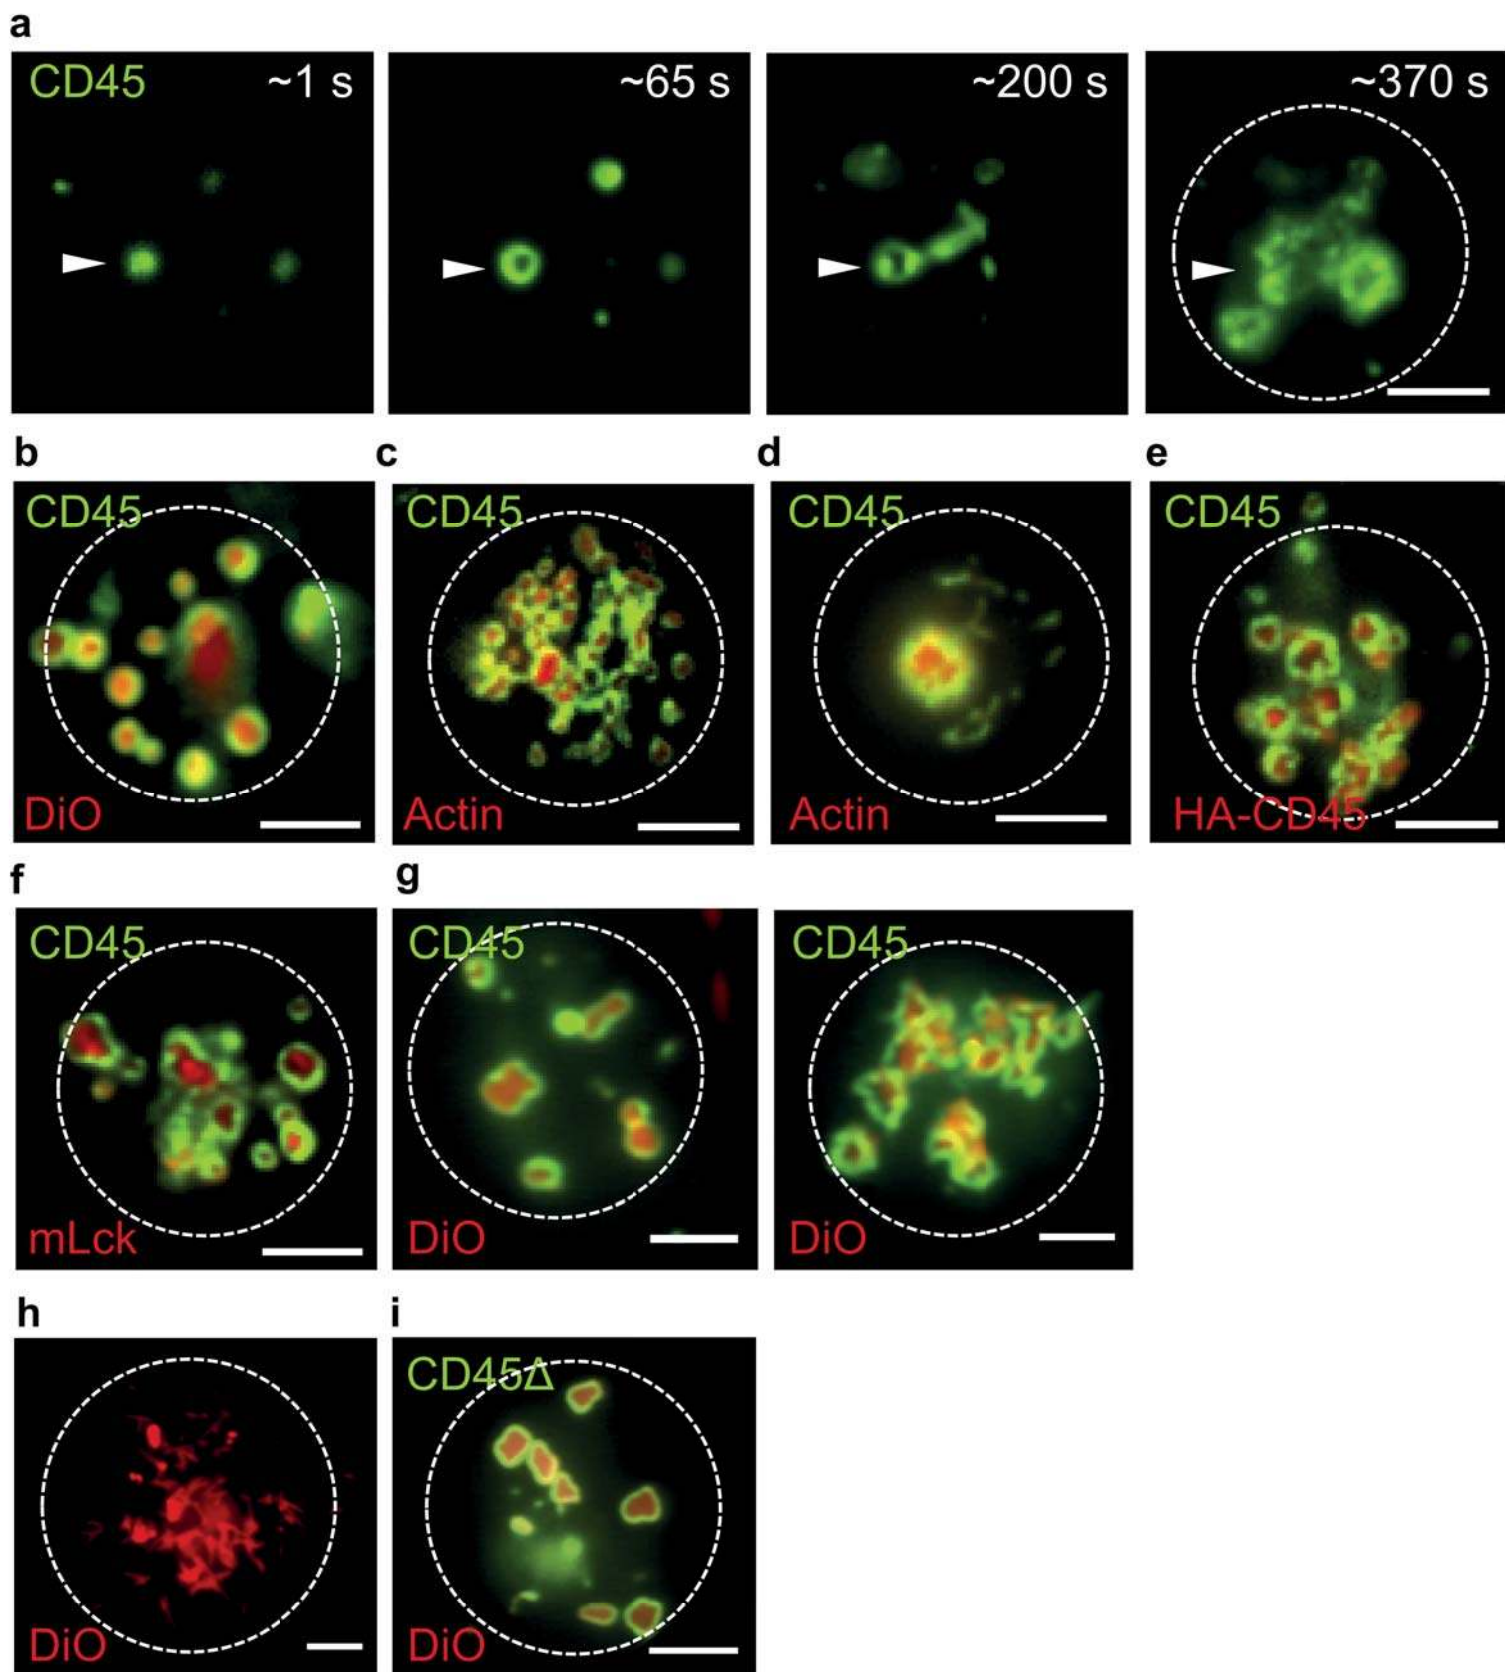 a
CD45 ~1 s
~65 s
~200 s
~370 s
b
c
d
e
CD45
CD45
CD45
CD45
DiO
Actin
Actin
HA-CD45
f
g
CD45
CD45
CD45
mLck
DiO
DiO
h
i
CD45Δ
DiO
DiO